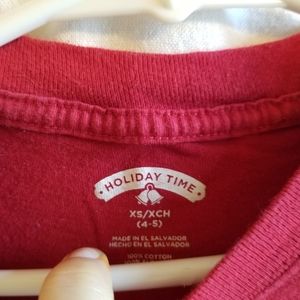 HOLIDAY TIME
XS/XCH
(4-5)
MADE IN EL SALVADOR
HECHO EN EL SALVADOR
100% COTTON